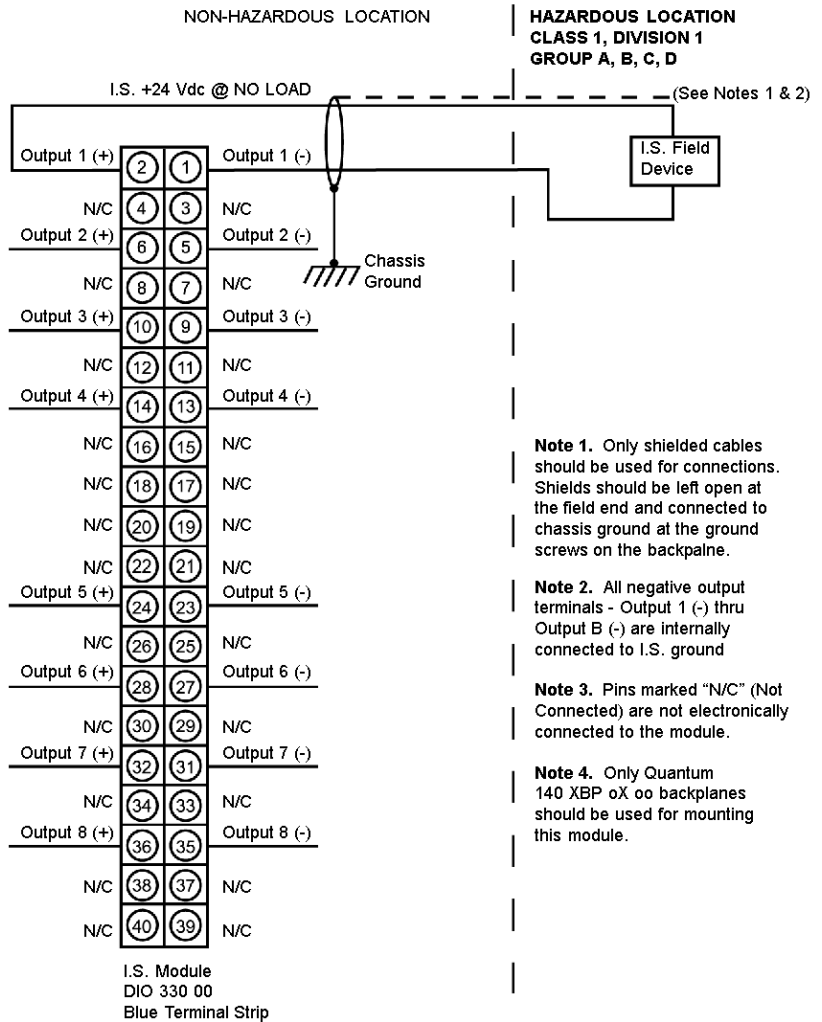 NON-HAZARDOUS LOCATION
HAZARDOUS LOCATION
CLASS 1, DIVISION 1
GROUP A, B, C, D
I.S. +24 Vdc @ NO LOAD
(See Notes 1 & 2)
I.S. Field
Device
Output 1 (+) 2 1 Output 1 (-)
N/C 4 3 N/C
Output 2 (+) 6 5 Output 2 (-)
Chassis
Ground
N/C 8 7 N/C
Output 3 (+) 10 9 Output 3 (-)
N/C 12 11 N/C
Output 4 (+) 14 13 Output 4 (-)
N/C 16 15 N/C
N/C 18 17 N/C
N/C 20 19 N/C
N/C 22 21 N/C
Output 5 (+) 24 23 Output 5 (-)
N/C 26 25 N/C
Output 6 (+) 28 27 Output 6 (-)
N/C 30 29 N/C
Output 7 (+) 32 31 Output 7 (-)
N/C 34 33 N/C
Output 8 (+) 36 35 Output 8 (-)
N/C 38 37 N/C
N/C 40 39 N/C
I.S. Module
DIO 330 00
Blue Terminal Strip
Note 1. Only shielded cables
should be used for connections.
Shields should be left open at
the field end and connected to
chassis ground at the ground
screws on the backpalne.
Note 2. All negative output
terminals - Output 1 (-) thru
Output B (-) are internally
connected to I.S. ground
Note 3. Pins marked “N/C” (Not
Connected) are not electronically
connected to the module.
Note 4. Only Quantum
140 XBP oX oo backplanes
should be used for mounting
this module.